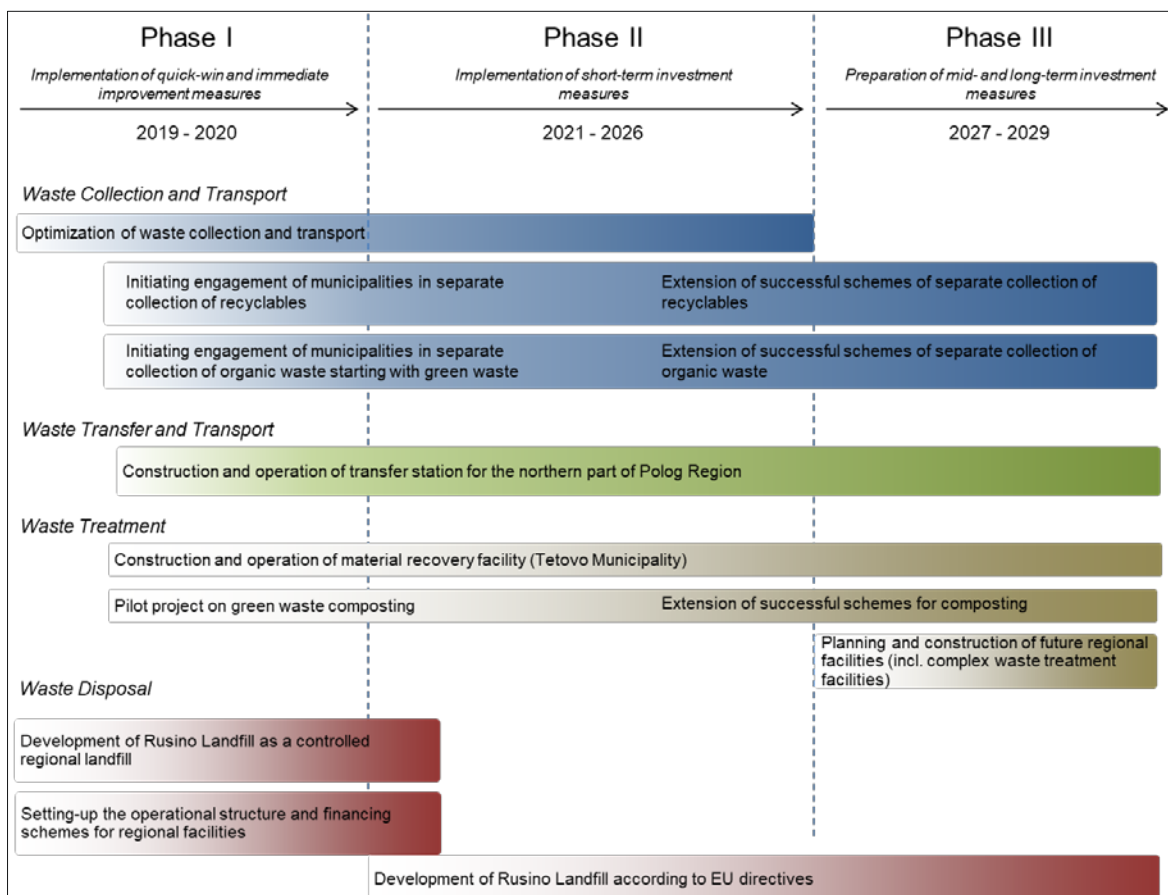 Phase I
Phase II
Phase III
Implementation of quick-win and immediate
improvement measures
Implementation of short-term investment
measures
Preparation of mid- and long-term investment
measures
2019 - 2020
2021 - 2026
2027 - 2029
Waste Collection and Transport
Optimization of waste collection and transport
Initiating engagement of municipalities in separate
collection of recyclables
Extension of successful schemes of separate collection of
recyclables
Initiating engagement of municipalities in separate
collection of organic waste starting with green waste
Extension of successful schemes of separate collection of
organic waste
Waste Transfer and Transport
Construction and operation of transfer station for the northern part of Polog Region
Waste Treatment
Construction and operation of material recovery facility (Tetovo Municipality)
Pilot project on green waste composting
Extension of successful schemes for composting
Planning and construction of future regional
facilities (incl. complex waste treatment
facilities)
Waste Disposal
Development of Rusino Landfill as a controlled
regional landfill
Setting-up the operational structure and financing
schemes for regional facilities
Development of Rusino Landfill according to EU directives